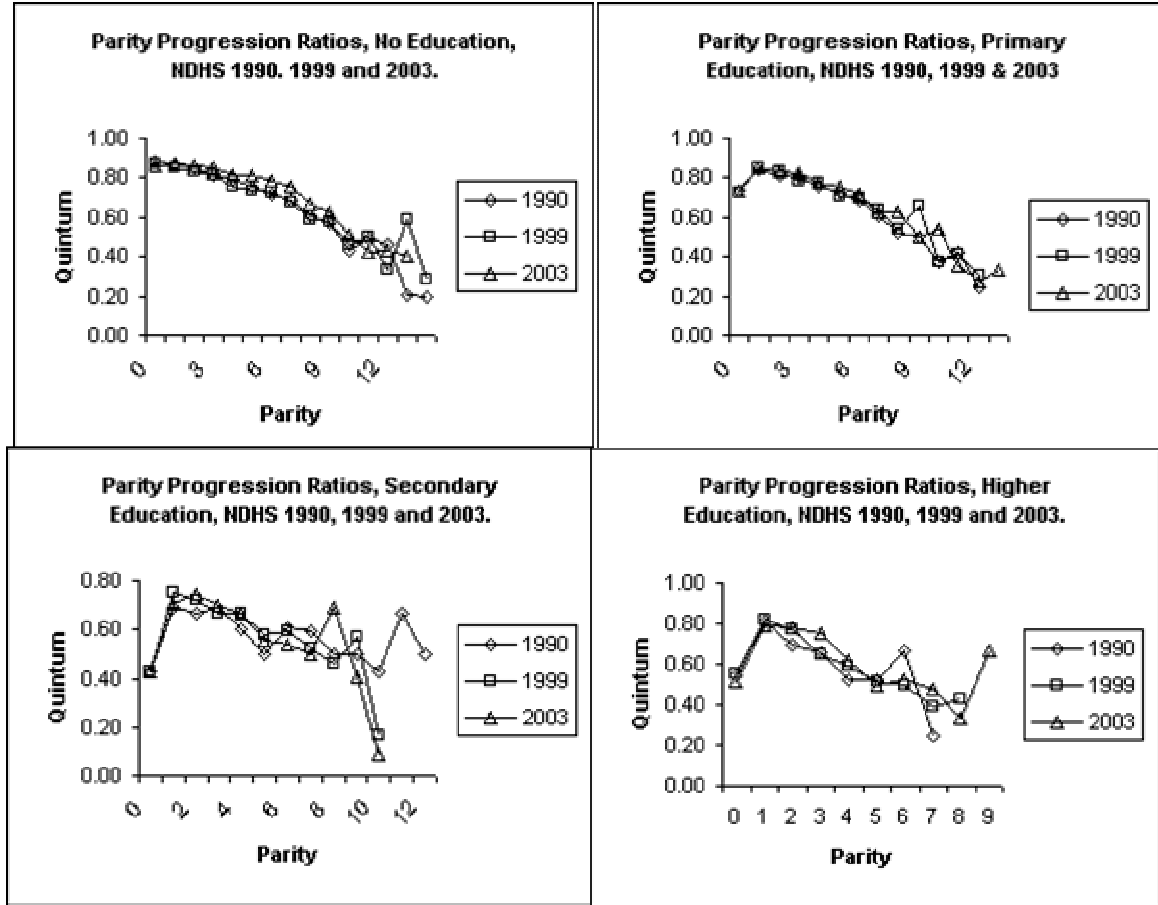 Parity Progression Ratios, No Education,
NDHS 1990. 1999 and 2003.
1.00
0.80
0.60
0.40
0.20
0.00
Quintum
0 3 6 9 12
Parity
1990
1999
2003
Parity Progression Ratios, Primary
Education, NDHS 1990, 1999 & 2003
1.00
0.80
0.60
0.40
0.20
0.00
Quintum
0 3 6 9 12
Parity
1990
1999
2003
Parity Progression Ratios, Secondary
Education, NDHS 1990, 1999 and 2003.
0.80
0.60
0.40
0.20
0.00
Quintum
0 2 4 6 8 10 12
Parity
1990
1999
2003
Parity Progression Ratios, Higher
Education, NDHS 1990, 1999 and 2003.
1.00
0.80
0.60
0.40
0.20
0.00
Quintum
0 1 2 3 4 5 6 7 8 9
Parity
1990
1999
2003